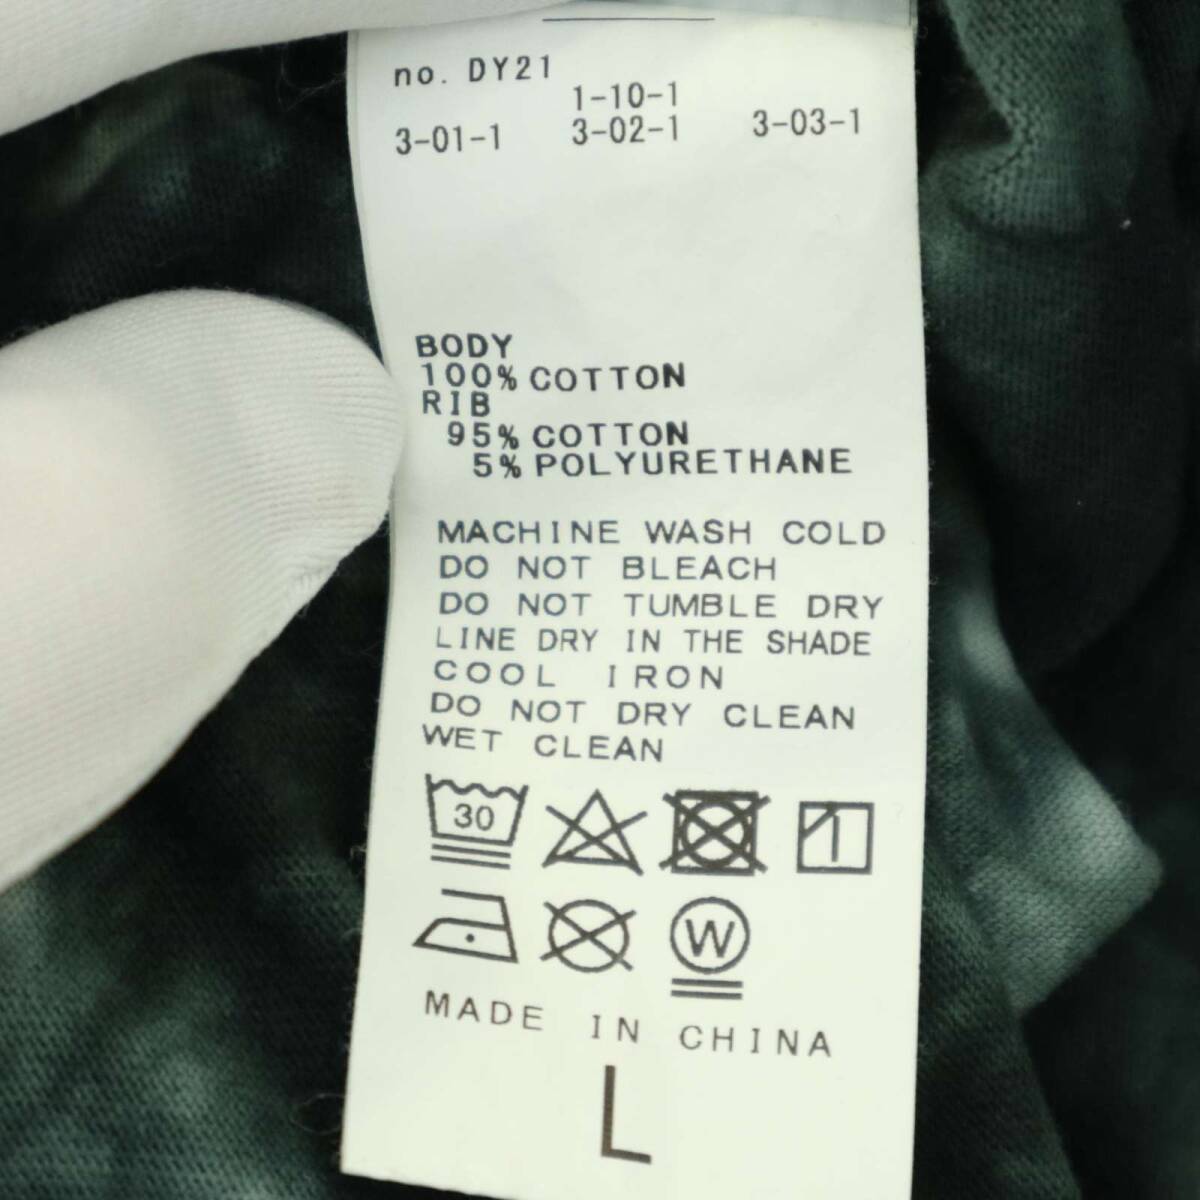 no. DY21
1-10-1
3-01-1 3-02-1 3-03-1
BODY
100% COTTON
RIB
95% COTTON
5% POLYURETHANE
MACHINE WASH COLD
DO NOT BLEACH
DO NOT TUMBLE DRY
LINE DRY IN THE SHADE
COOL IRON
DO NOT DRY CLEAN
WET CLEAN
30
W
MADE IN CHINA
L